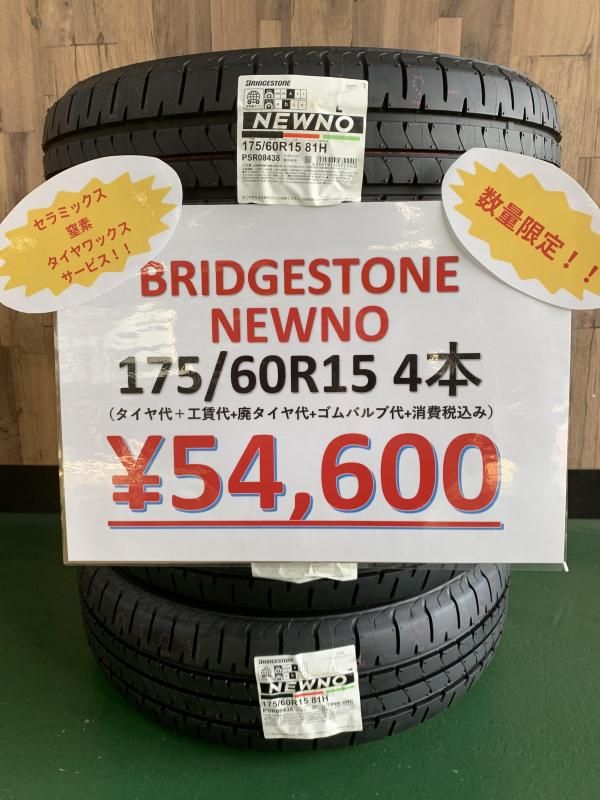 BRIDGESTONE
NEWNO
175/60R15 81H
PSR08438
セラミックス
窒素
タイヤワックス
サービス！！
数量限定！！
BRIDGESTONE
NEWNO
175/60R15 4本
（タイヤ代＋工賃代+廃タイヤ代+ゴムバルブ代+消費税込み）
¥54,600
BRIDGESTONE
NEWNO
175/60R15 81H
PSR08438